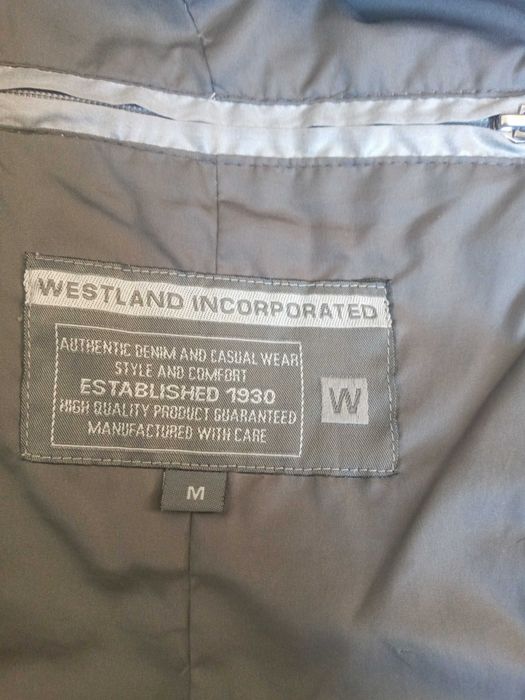 WESTLAND INCORPORATED
AUTHENTIC DENIM AND CASUAL WEAR
STYLE AND COMFORT
ESTABLISHED 1930
HIGH QUALITY PRODUCT GUARANTEED
MANUFACTURED WITH CARE
W
M